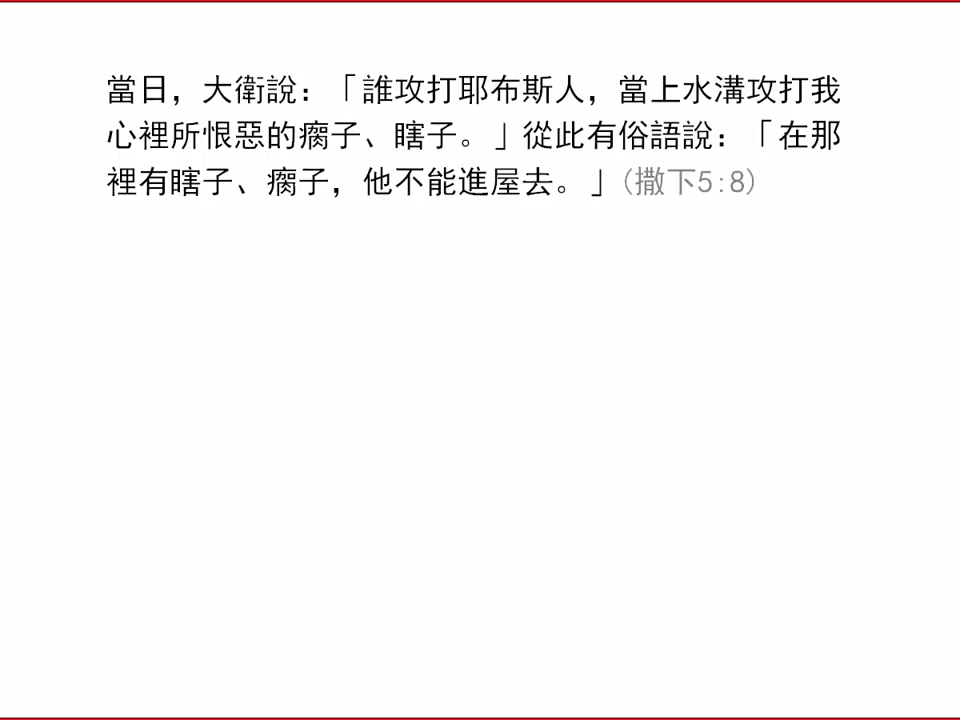 當日，大衛說：「誰攻打耶布斯人，當上水溝攻打我
心裡所恨惡的瘸子、瞎子。」從此有俗語說：「在那
裡有瞎子、瘸子，他不能進屋去。」(撒下5:8)